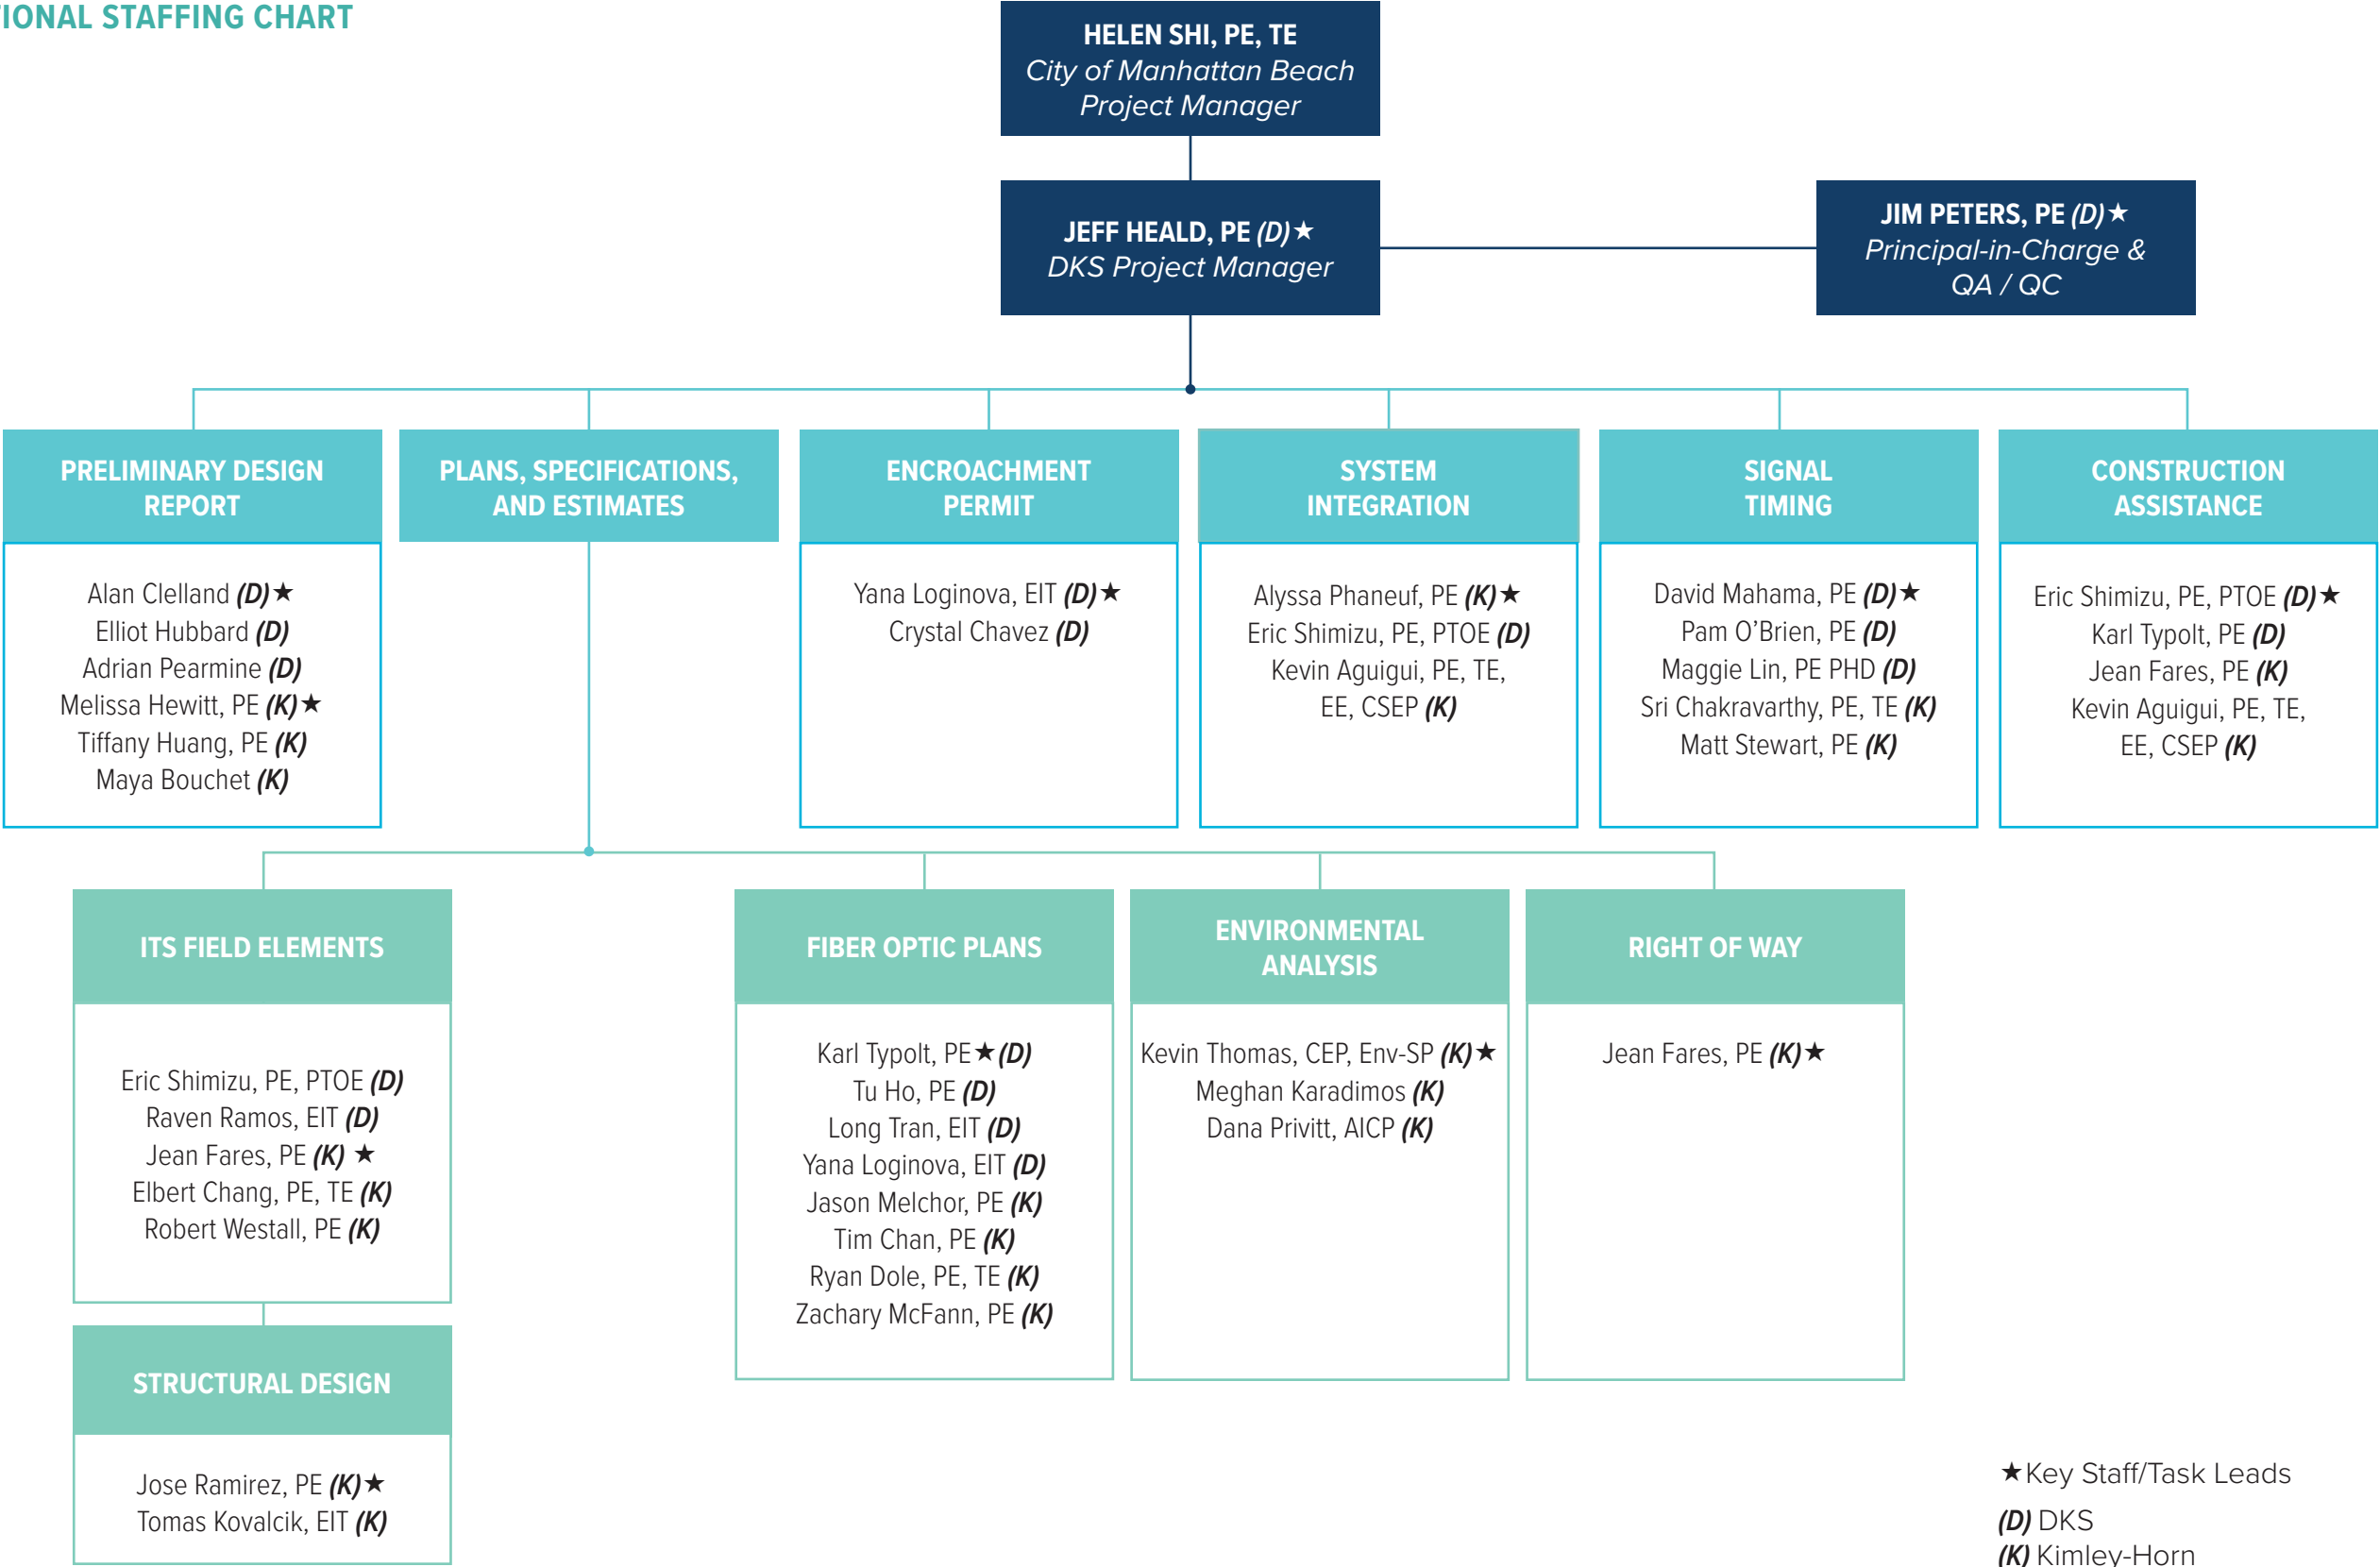 TIONAL STAFFING CHART
HELEN SHI, PE, TE
City of Manhattan Beach
Project Manager
JEFF HEALD, PE (D)★
DKS Project Manager
JIM PETERS, PE (D)★
Principal-in-Charge &
QA / QC
PRELIMINARY DESIGN
REPORT
Alan Clelland (D)★
Elliot Hubbard (D)
Adrian Pearmine (D)
Melissa Hewitt, PE (K)★
Tiffany Huang, PE (K)
Maya Bouchet (K)
PLANS, SPECIFICATIONS,
AND ESTIMATES
ENCROACHMENT
PERMIT
Yana Loginova, EIT (D)★
Crystal Chavez (D)
SYSTEM
INTEGRATION
Alyssa Phaneuf, PE (K)★
Eric Shimizu, PE, PTOE (D)
Kevin Aguigui, PE, TE,
EE, CSEP (K)
SIGNAL
TIMING
David Mahama, PE (D)★
Pam O’Brien, PE (D)
Maggie Lin, PE PHD (D)
Sri Chakravarthy, PE, TE (K)
Matt Stewart, PE (K)
CONSTRUCTION
ASSISTANCE
Eric Shimizu, PE, PTOE (D)★
Karl Typolt, PE (D)
Jean Fares, PE (K)
Kevin Aguigui, PE, TE,
EE, CSEP (K)
ITS FIELD ELEMENTS
Eric Shimizu, PE, PTOE (D)
Raven Ramos, EIT (D)
Jean Fares, PE (K) ★
Elbert Chang, PE, TE (K)
Robert Westall, PE (K)
STRUCTURAL DESIGN
Jose Ramirez, PE (K)★
Tomas Kovalcik, EIT (K)
FIBER OPTIC PLANS
Karl Typolt, PE★(D)
Tu Ho, PE (D)
Long Tran, EIT (D)
Yana Loginova, EIT (D)
Jason Melchor, PE (K)
Tim Chan, PE (K)
Ryan Dole, PE, TE (K)
Zachary McFann, PE (K)
ENVIRONMENTAL
ANALYSIS
Kevin Thomas, CEP, Env-SP (K)★
Meghan Karadimos (K)
Dana Privitt, AICP (K)
RIGHT OF WAY
Jean Fares, PE (K)★
★Key Staff/Task Leads
(D) DKS
(K) Kimley-Horn